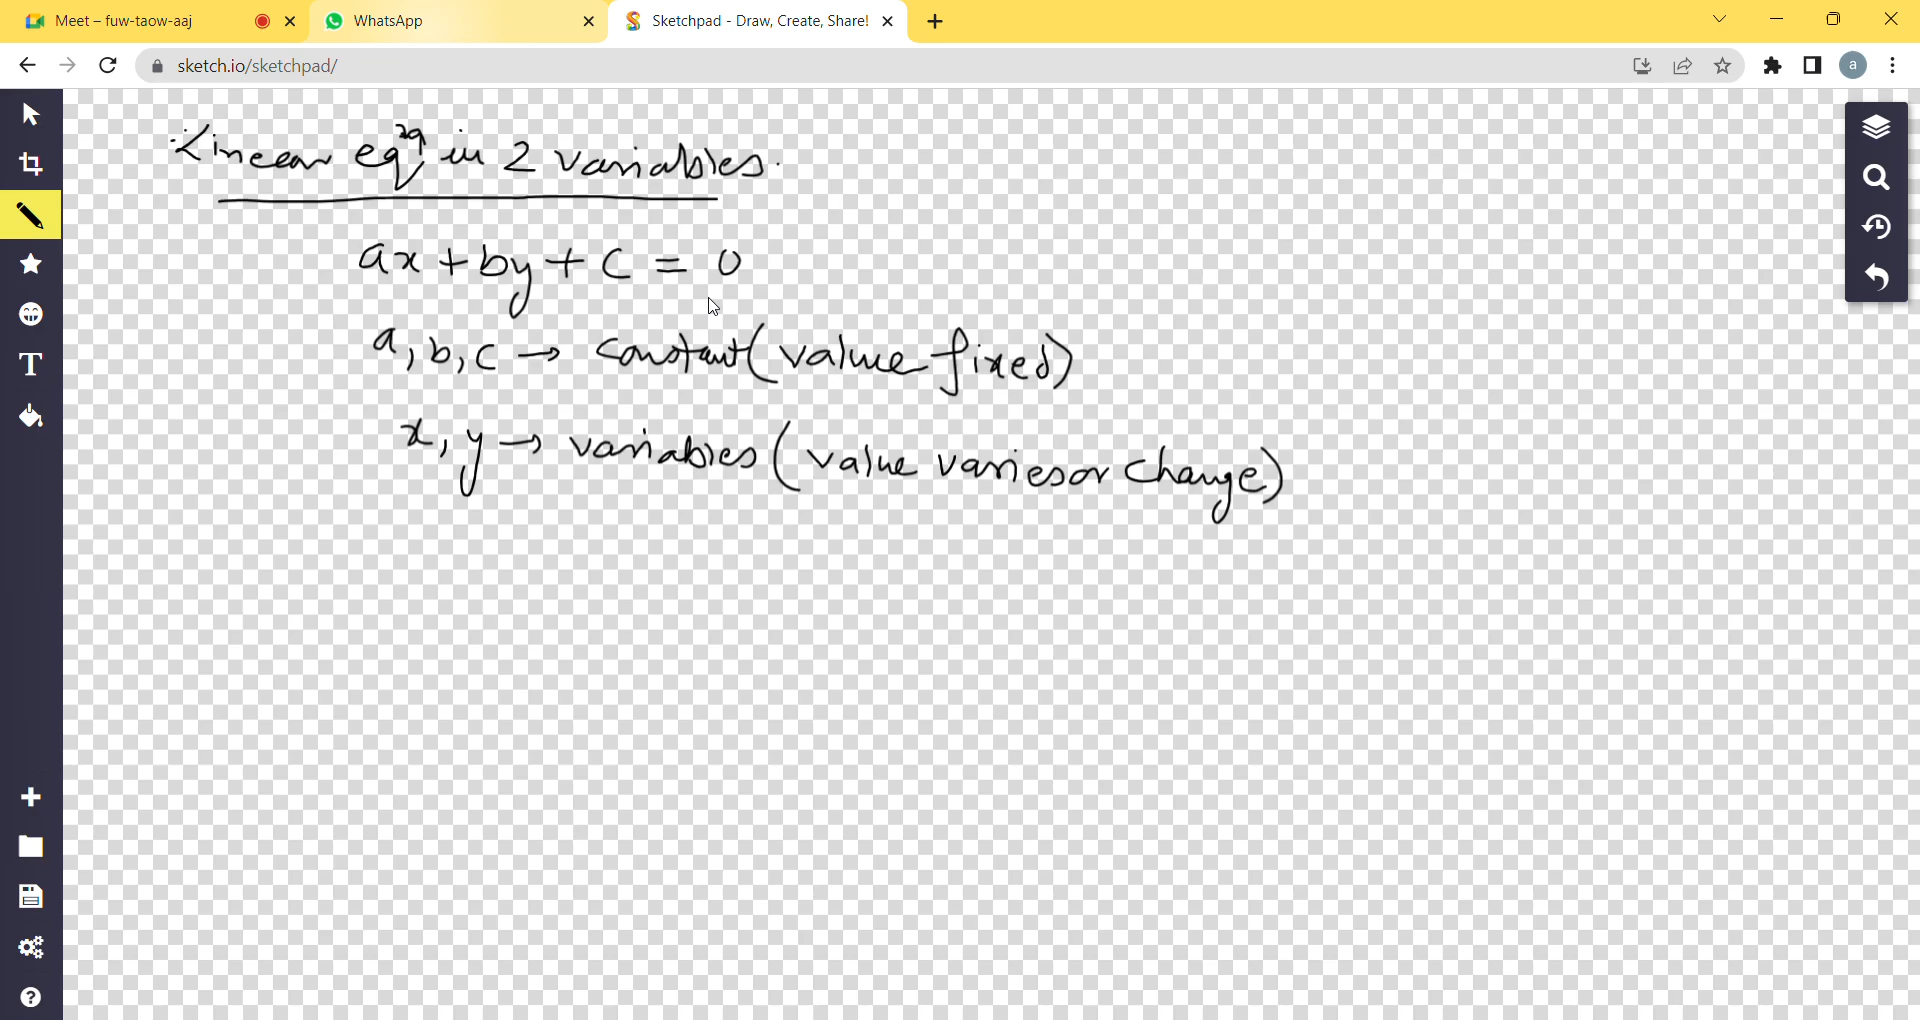 Meet – fuw-taow-aaj
WhatsApp
Sketchpad - Draw, Create, Share!
sketch.io/sketchpad/
a
Linear eqⁿ in 2 variables.
ax + by + c = 0
a, b, c → constant (value fixed)
x, y → variables (value varies or change)
T
?